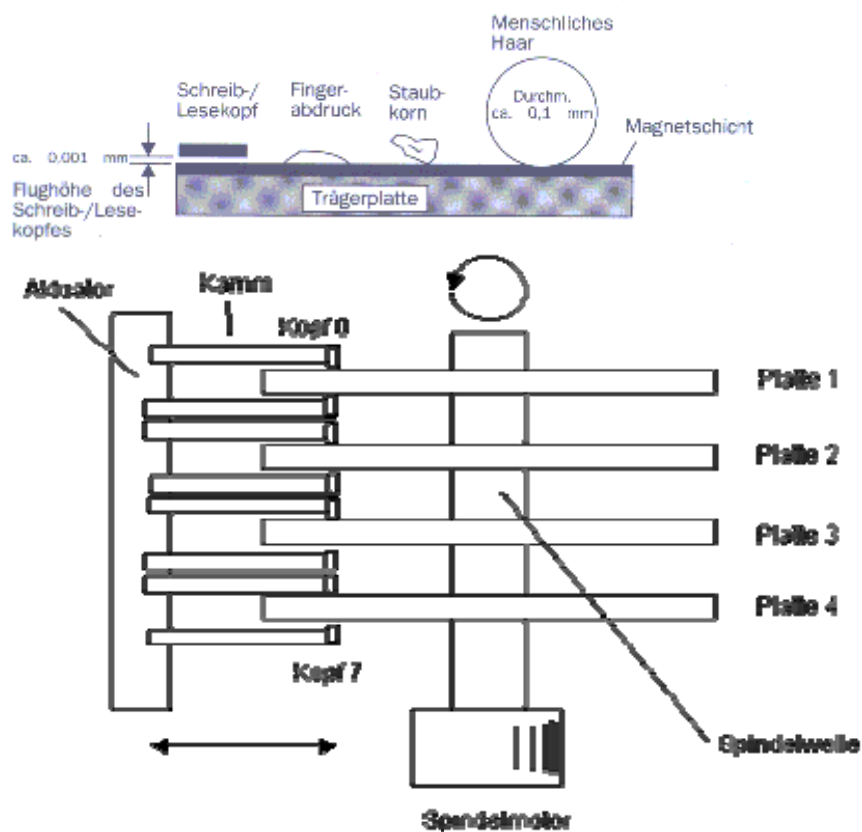 Menschliches
Haar
Schreib-/
Lesekopf
Finger-
abdruck
Staub-
korn
Durchm.
ca. 0,1 mm
Magnetschicht
ca. 0,001 mm
Flughöhe des
Schreib-/Lese-
kopfes
Trägerplatte
Aktuator
Kamm
Kopf 0
Platte 1
Platte 2
Platte 3
Platte 4
Kopf 7
Spindelwelle
Spindelmotor